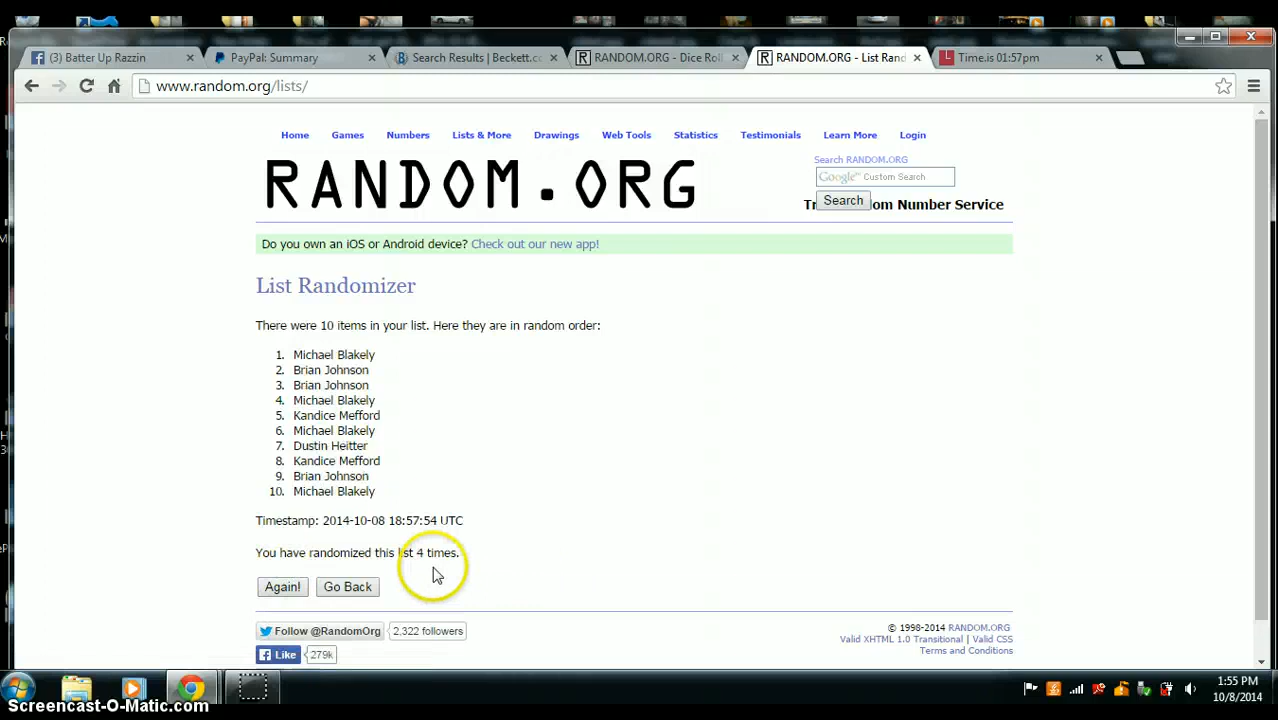 (3) Batter Up Razzin
PayPal: Summary
Search Results | Beckett.co
RANDOM.ORG - Dice Roll
RANDOM.ORG - List Rand
Time.is 01:57pm
www.random.org/lists/
Home Games Numbers Lists & More Drawings Web Tools Statistics Testimonials Learn More Login
RANDOM.ORG
Search RANDOM.ORG
Google™ Custom Search
Search
Number Service
Do you own an iOS or Android device? Check out our new app!
List Randomizer
There were 10 items in your list. Here they are in random order:
1. Michael Blakely
2. Brian Johnson
3. Brian Johnson
4. Michael Blakely
5. Kandice Mefford
6. Michael Blakely
7. Dustin Heitter
8. Kandice Mefford
9. Brian Johnson
10. Michael Blakely
Timestamp: 2014-10-08 18:57:54 UTC
You have randomized this list 4 times.
Again! Go Back
Follow @RandomOrg 2,322 followers
Like 279k
© 1998-2014 RANDOM.ORG
Valid XHTML 1.0 Transitional | Valid CSS
Terms and Conditions
1:55 PM
10/8/2014
Screencast-O-Matic.com